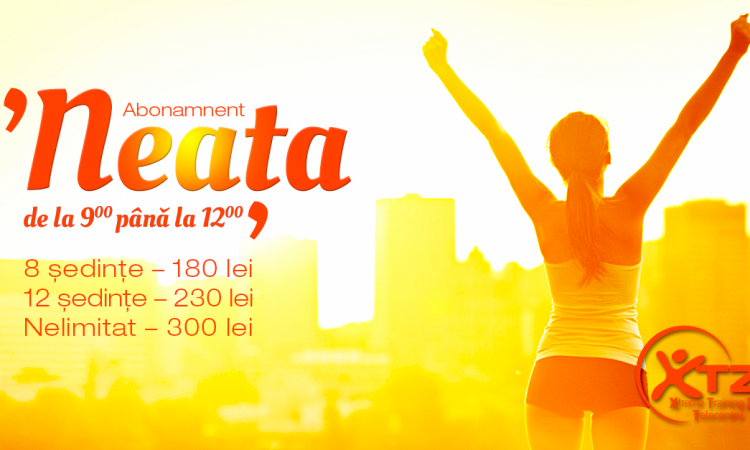 Abonamnent
'Neata
de la 9⁰⁰ până la 12⁰⁰,
8 ședințe – 180 lei
12 ședințe – 230 lei
Nelimitat – 300 lei
XTZ
Training